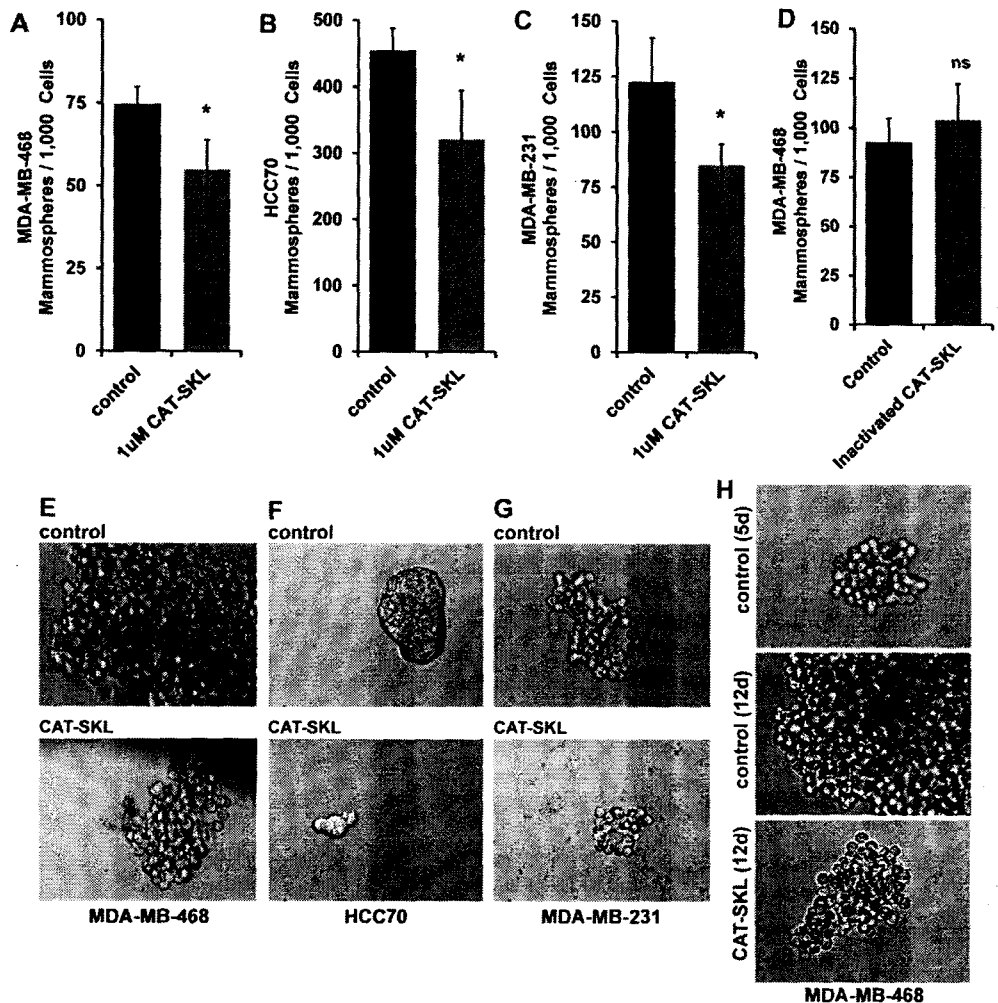 A
MDA-MB-468
Mammospheres / 1,000 Cells
100
75
50
25
0
control
1uM CAT-SKL
*
B
HCC70
Mammospheres / 1,000 Cells
500
400
300
200
100
0
control
1uM CAT-SKL
*
C
MDA-MB-231
Mammospheres / 1,000 Cells
150
125
100
75
50
25
0
control
1uM CAT-SKL
*
D
MDA-MB-468
Mammospheres / 1,000 Cells
150
125
100
75
50
25
0
Control
Inactivated CAT-SKL
ns
E
control
CAT-SKL
MDA-MB-468
F
control
CAT-SKL
HCC70
G
control
CAT-SKL
MDA-MB-231
H
control (5d)
control (12d)
CAT-SKL (12d)
MDA-MB-468